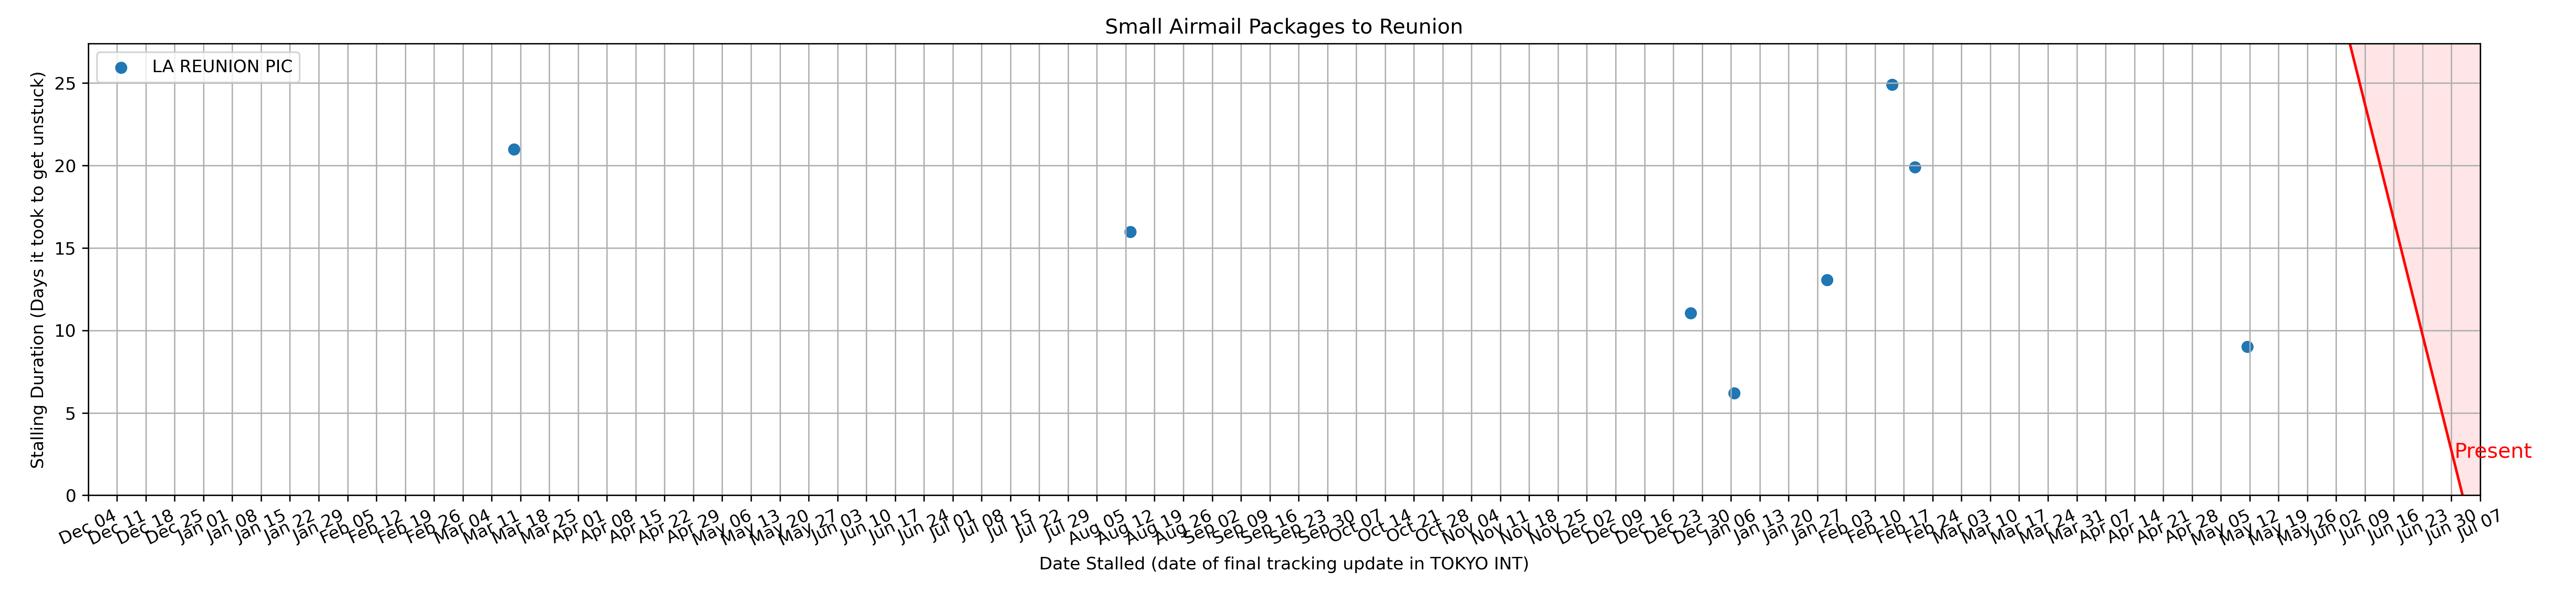 Small Airmail Packages to Reunion
LA REUNION PIC
Stalling Duration (Days it took to get unstuck)
25
20
15
10
5
0
Present
Dec 04 Dec 11 Dec 18 Dec 25 Jan 01 Jan 08 Jan 15 Jan 22 Jan 29 Feb 05 Feb 12 Feb 19 Feb 26 Mar 04 Mar 11 Mar 18 Mar 25 Apr 01 Apr 08 Apr 15 Apr 22 Apr 29 May 06 May 13 May 20 May 27 Jun 03 Jun 10 Jun 17 Jun 24 Jul 01 Jul 08 Jul 15 Jul 22 Jul 29 Aug 05 Aug 12 Aug 19 Aug 26 Sep 02 Sep 09 Sep 16 Sep 23 Sep 30 Oct 07 Oct 14 Oct 21 Oct 28 Nov 04 Nov 11 Nov 18 Nov 25 Dec 02 Dec 09 Dec 16 Dec 23 Dec 30 Jan 06 Jan 13 Jan 20 Jan 27 Feb 03 Feb 10 Feb 17 Feb 24 Mar 03 Mar 10 Mar 17 Mar 24 Mar 31 Apr 07 Apr 14 Apr 21 Apr 28 May 05 May 12 May 19 May 26 Jun 02 Jun 09 Jun 16 Jun 23 Jun 30 Jul 07
Date Stalled (date of final tracking update in TOKYO INT)